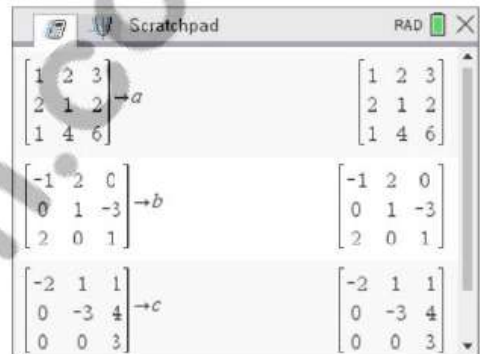 Scratchpad RAD
1 2 3 1 2 3
2 1 2 →a 2 1 2
1 4 6 1 4 6
-1 2 0 -1 2 0
0 1 -3 →b 0 1 -3
2 0 1 2 0 1
-2 1 1 -2 1 1
0 -3 4 →c 0 -3 4
0 0 3 0 0 3